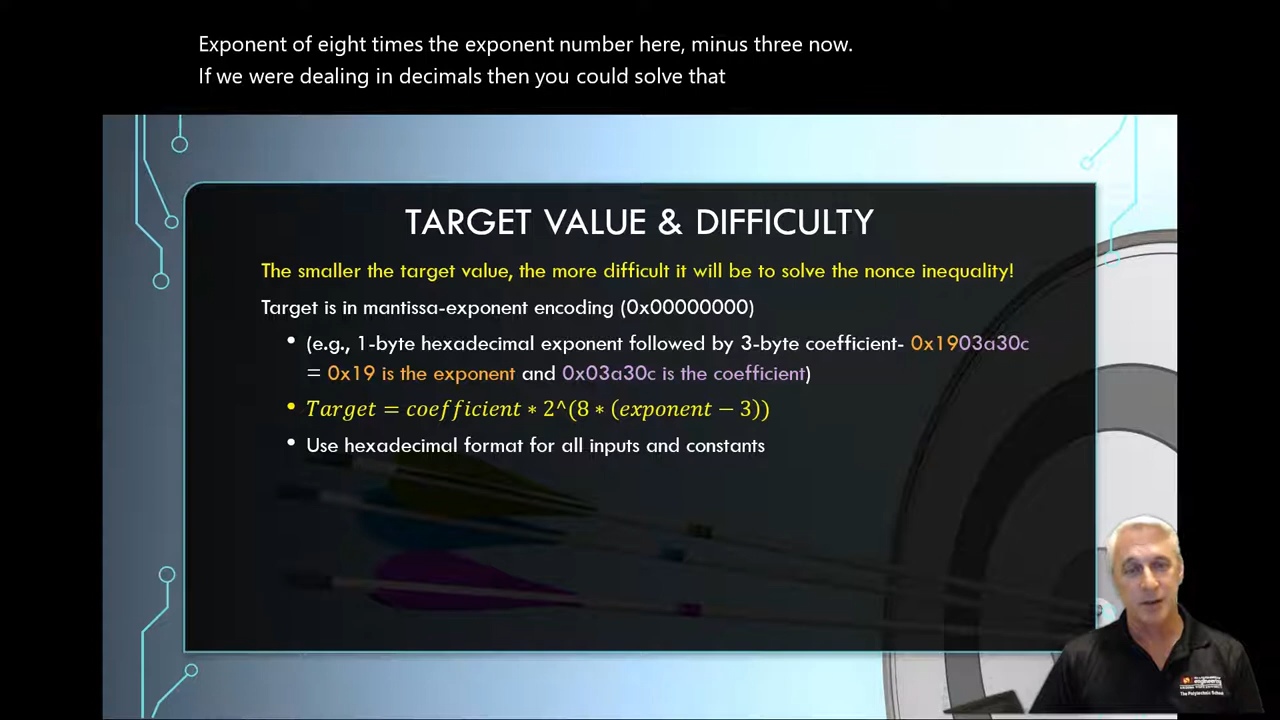 Exponent of eight times the exponent number here, minus three now.
If we were dealing in decimals then you could solve that
TARGET VALUE & DIFFICULTY
The smaller the target value, the more difficult it will be to solve the nonce inequality!
Target is in mantissa-exponent encoding (0x00000000)
• (e.g., 1-byte hexadecimal exponent followed by 3-byte coefficient- 0x1903a30c
= 0x19 is the exponent and 0x03a30c is the coefficient)
• Target = coefficient * 2^(8 * (exponent − 3))
• Use hexadecimal format for all inputs and constants
engineering
The Polytechnic School